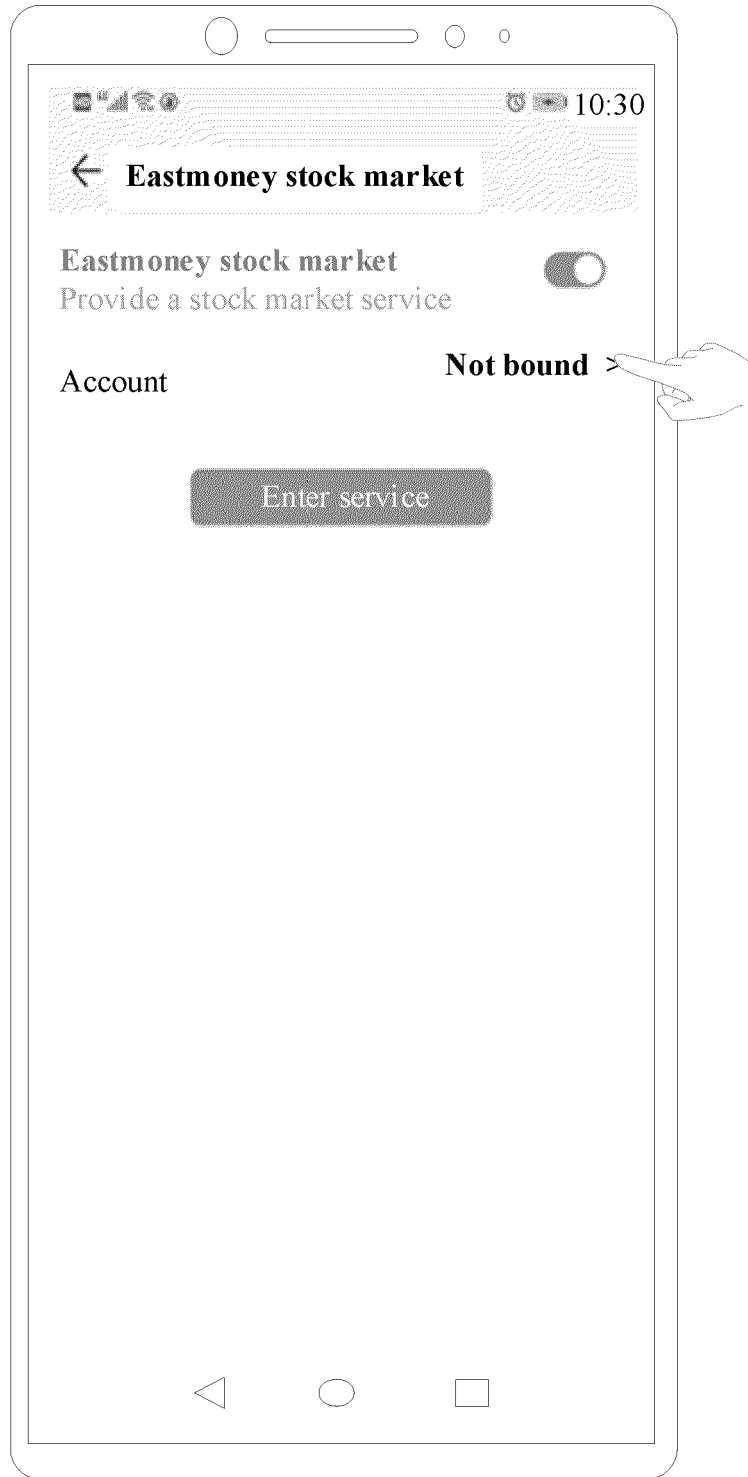 10:30
Eastmoney stock market
Eastmoney stock market
Provide a stock market service
Not bound >
Account
Enter service